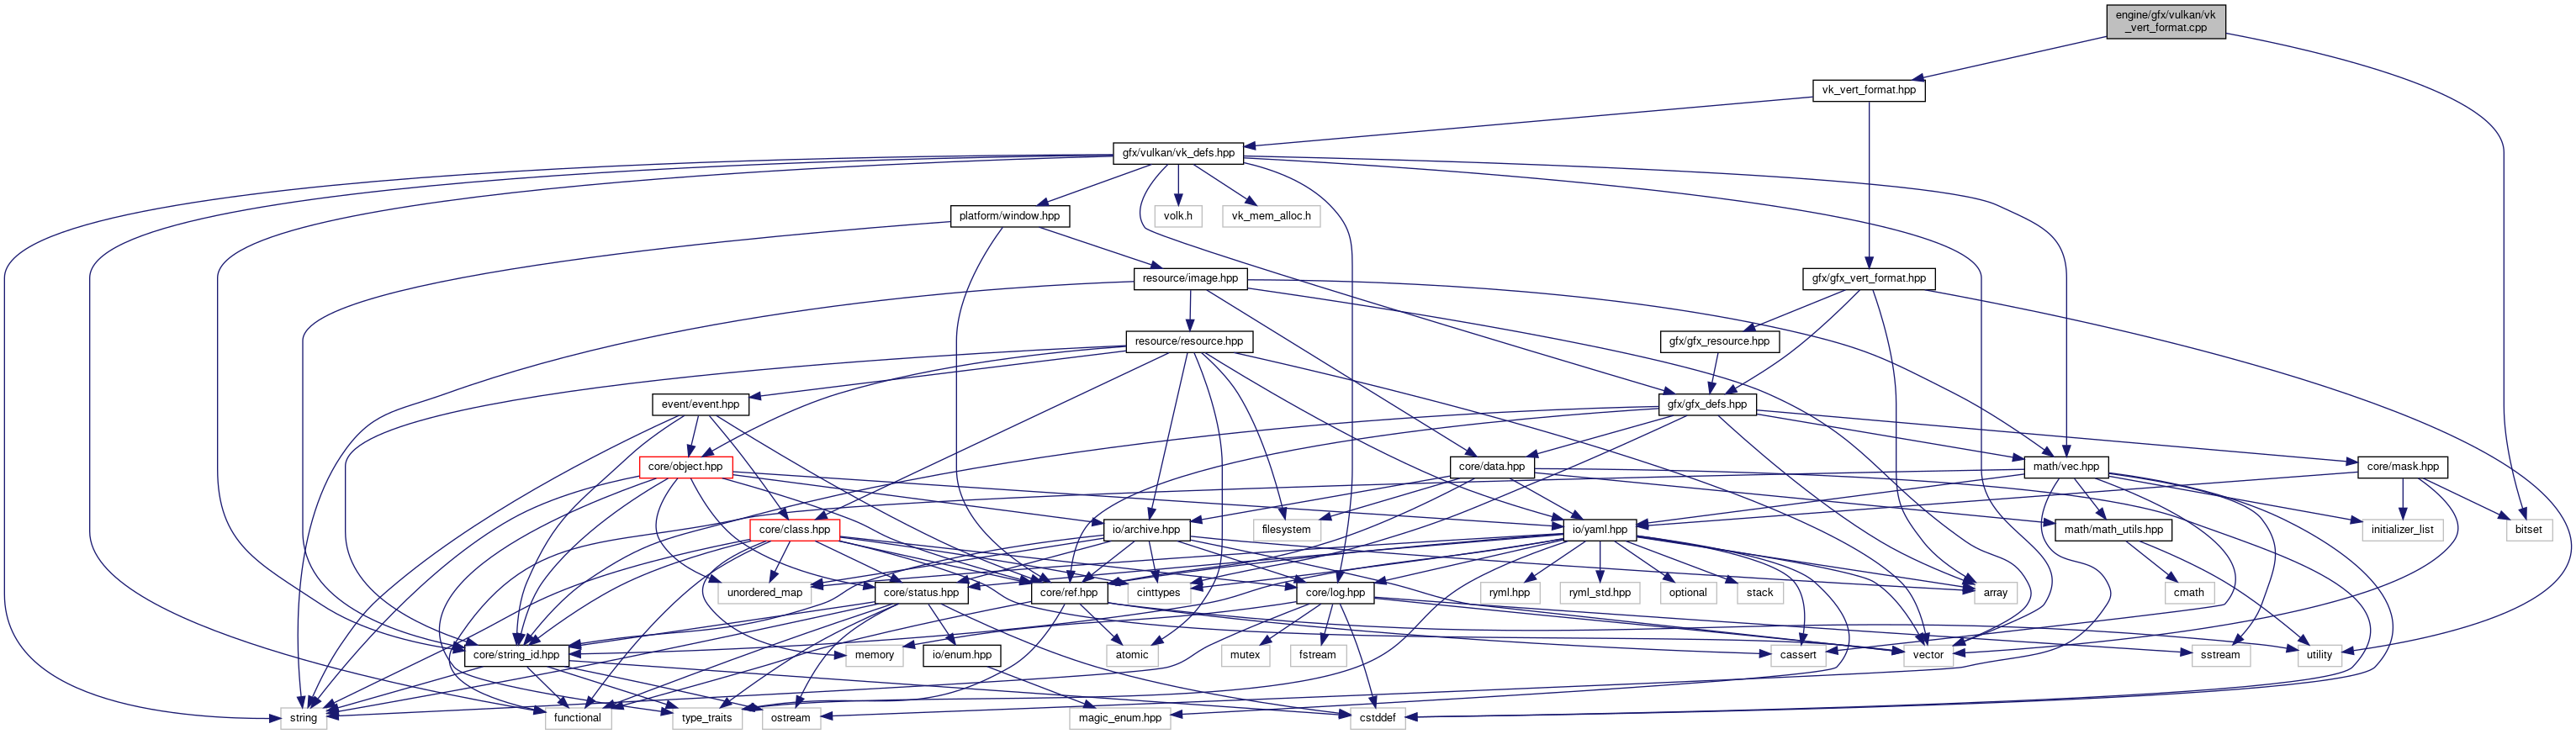 engine/gfx/vulkan/vk
_vert_format.cpp
vk_vert_format.hpp
gfx/vulkan/vk_defs.hpp
platform/window.hpp
volk.h
vk_mem_alloc.h
resource/image.hpp
gfx/gfx_vert_format.hpp
resource/resource.hpp
gfx/gfx_resource.hpp
event/event.hpp
gfx/gfx_defs.hpp
core/object.hpp
core/data.hpp
math/vec.hpp
core/mask.hpp
core/class.hpp
io/archive.hpp
filesystem
io/yaml.hpp
math/math_utils.hpp
initializer_list
bitset
unordered_map
core/status.hpp
core/ref.hpp
cinttypes
core/log.hpp
ryml.hpp
ryml_std.hpp
optional
stack
array
cmath
core/string_id.hpp
memory
io/enum.hpp
atomic
mutex
fstream
cassert
vector
sstream
utility
string
functional
type_traits
ostream
magic_enum.hpp
cstddef